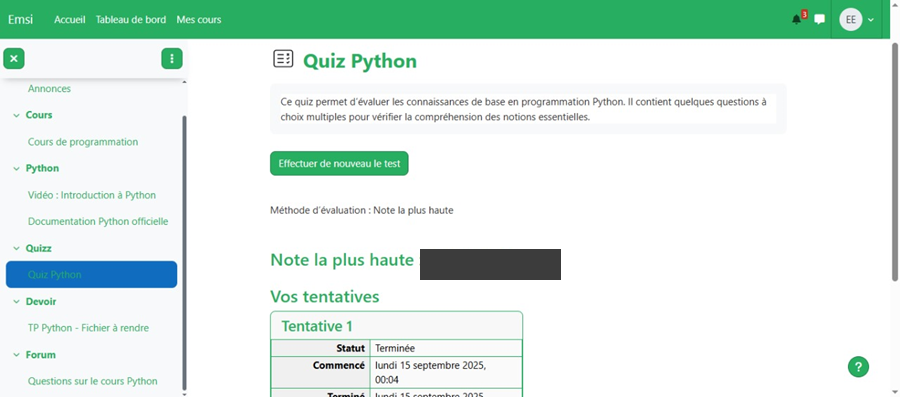 Emsi Accueil Tableau de bord Mes cours 3 EE
Annonces
Cours
Cours de programmation
Python
Vidéo : Introduction à Python
Documentation Python officielle
Quizz
Quiz Python
Devoir
TP Python - Fichier à rendre
Forum
Questions sur le cours Python
Quiz Python
Ce quiz permet d'évaluer les connaissances de base en programmation Python. Il contient quelques questions à
choix multiples pour vérifier la compréhension des notions essentielles.
Effectuer de nouveau le test
Méthode d'évaluation : Note la plus haute
Note la plus haute
Vos tentatives
Tentative 1
Statut Terminée
Commencé lundi 15 septembre 2025,
00:04
Terminé lundi 15 septembre 2025,
?